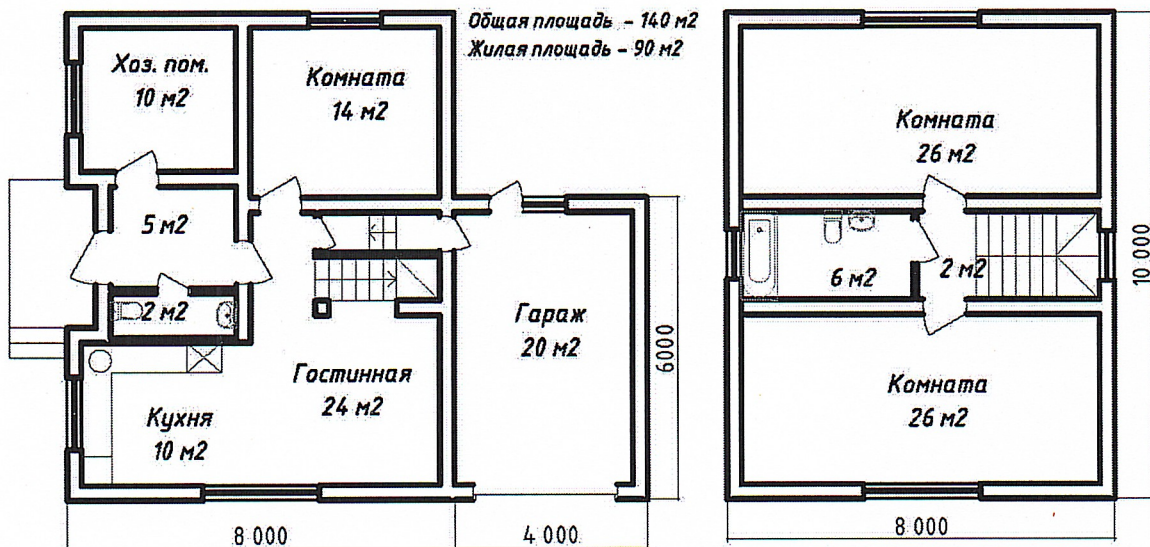 Общая площадь - 140 м2
Жилая площадь - 90 м2
Хоз. пом.
10 м2
Комната
14 м2
5 м2
2 м2
Гараж
20 м2
Гостинная
24 м2
Кухня
10 м2
6000
8 000
4 000
Комната
26 м2
6 м2
2 м2
Комната
26 м2
10 000
8 000